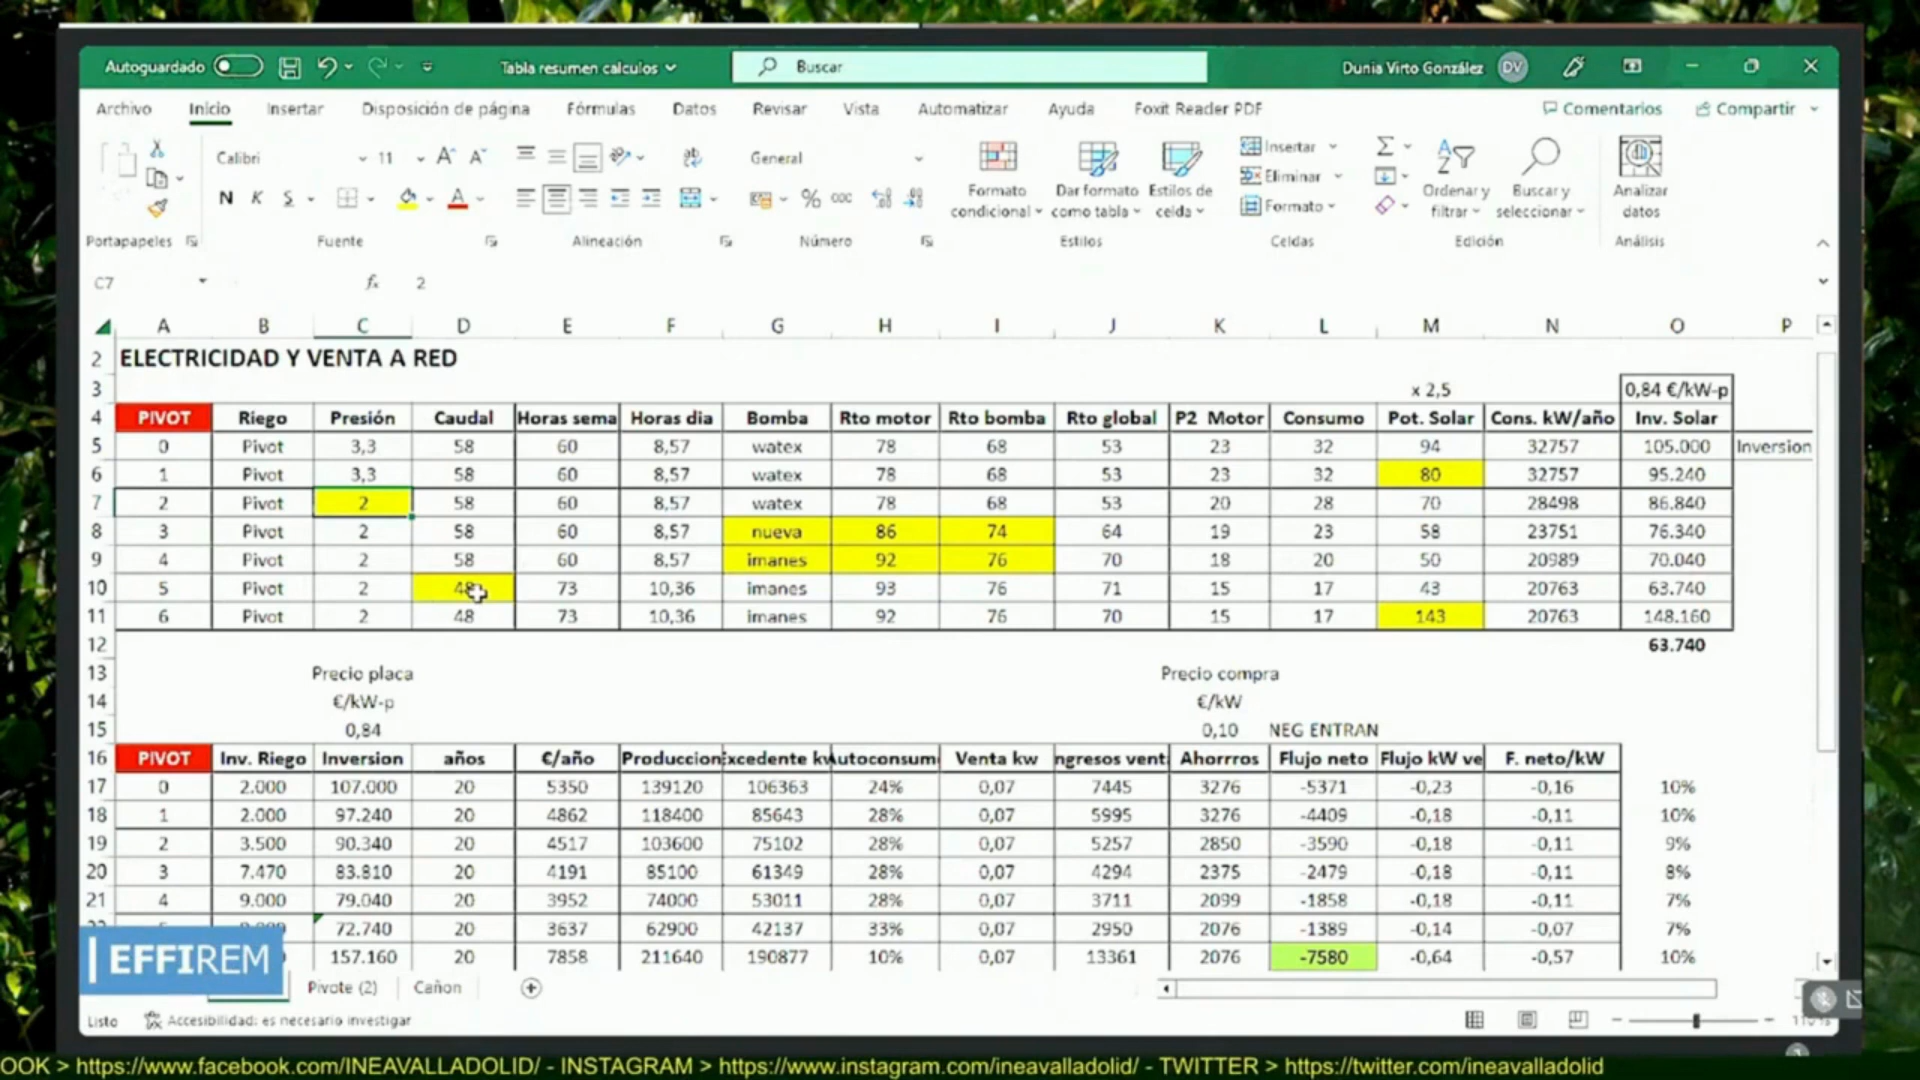 Autoguardado Tabla resumen calculos Buscar Dunia Virto González DV
Archivo Inicio Insertar Disposición de página Fórmulas Datos Revisar Vista Automatizar Ayuda Foxit Reader PDF Comentarios Compartir
Calibri 11 General Insertar
Formato condicional Dar formato como tabla Estilos de celda Eliminar Ordenar y filtrar Buscar y seleccionar Analizar datos
N K S % 000 Formato
Portapapeles Fuente Alineación Número Estilos Celdas Edición Análisis
C7 fx 2
A B C D E F G H I J K L M N O P
2 ELECTRICIDAD Y VENTA A RED
3 x 2,5 0,84 €/kW-p
4 PIVOT Riego Presión Caudal Horas sema Horas dia Bomba Rto motor Rto bomba Rto global P2 Motor Consumo Pot. Solar Cons. kW/año Inv. Solar
5 0 Pivot 3,3 58 60 8,57 watex 78 68 53 23 32 94 32757 105.000 Inversion
6 1 Pivot 3,3 58 60 8,57 watex 78 68 53 23 32 80 32757 95.240
7 2 Pivot 2 58 60 8,57 watex 78 68 53 20 28 70 28498 86.840
8 3 Pivot 2 58 60 8,57 nueva 86 74 64 19 23 58 23751 76.340
9 4 Pivot 2 58 60 8,57 imanes 92 76 70 18 20 50 20989 70.040
10 5 Pivot 2 48 73 10,36 imanes 93 76 71 15 17 43 20763 63.740
11 6 Pivot 2 48 73 10,36 imanes 92 76 70 15 17 143 20763 148.160
12 63.740
13 Precio placa Precio compra
14 €/kW-p €/kW
15 0,84 0,10 NEG ENTRAN
16 PIVOT Inv. Riego Inversion años €/año Produccion xcedente kw utoconsum Venta kw ngresos vent Ahorrros Flujo neto Flujo kW ve F. neto/kW
17 0 2.000 107.000 20 5350 139120 106363 24% 0,07 7445 3276 -5371 -0,23 -0,16 10%
18 1 2.000 97.240 20 4862 118400 85643 28% 0,07 5995 3276 -4409 -0,18 -0,11 10%
19 2 3.500 90.340 20 4517 103600 75102 28% 0,07 5257 2850 -3590 -0,18 -0,11 9%
20 3 7.470 83.810 20 4191 85100 61349 28% 0,07 4294 2375 -2479 -0,18 -0,11 8%
21 4 9.000 79.040 20 3952 74000 53011 28% 0,07 3711 2099 -1858 -0,18 -0,11 7%
72.740 20 3637 62900 42137 33% 0,07 2950 2076 -1389 -0,14 -0,07 7%
157.160 20 7858 211640 190877 10% 0,07 13361 2076 -7580 -0,64 -0,57 10%
EFFIREM
Pivote (2) Cañon
Listo Accesibilidad: es necesario investigar
OOK > https://www.facebook.com/INEAVALLADOLID/ - INSTAGRAM > https://www.instagram.com/ineavalladolid/ - TWITTER > https://twitter.com/ineavalladolid